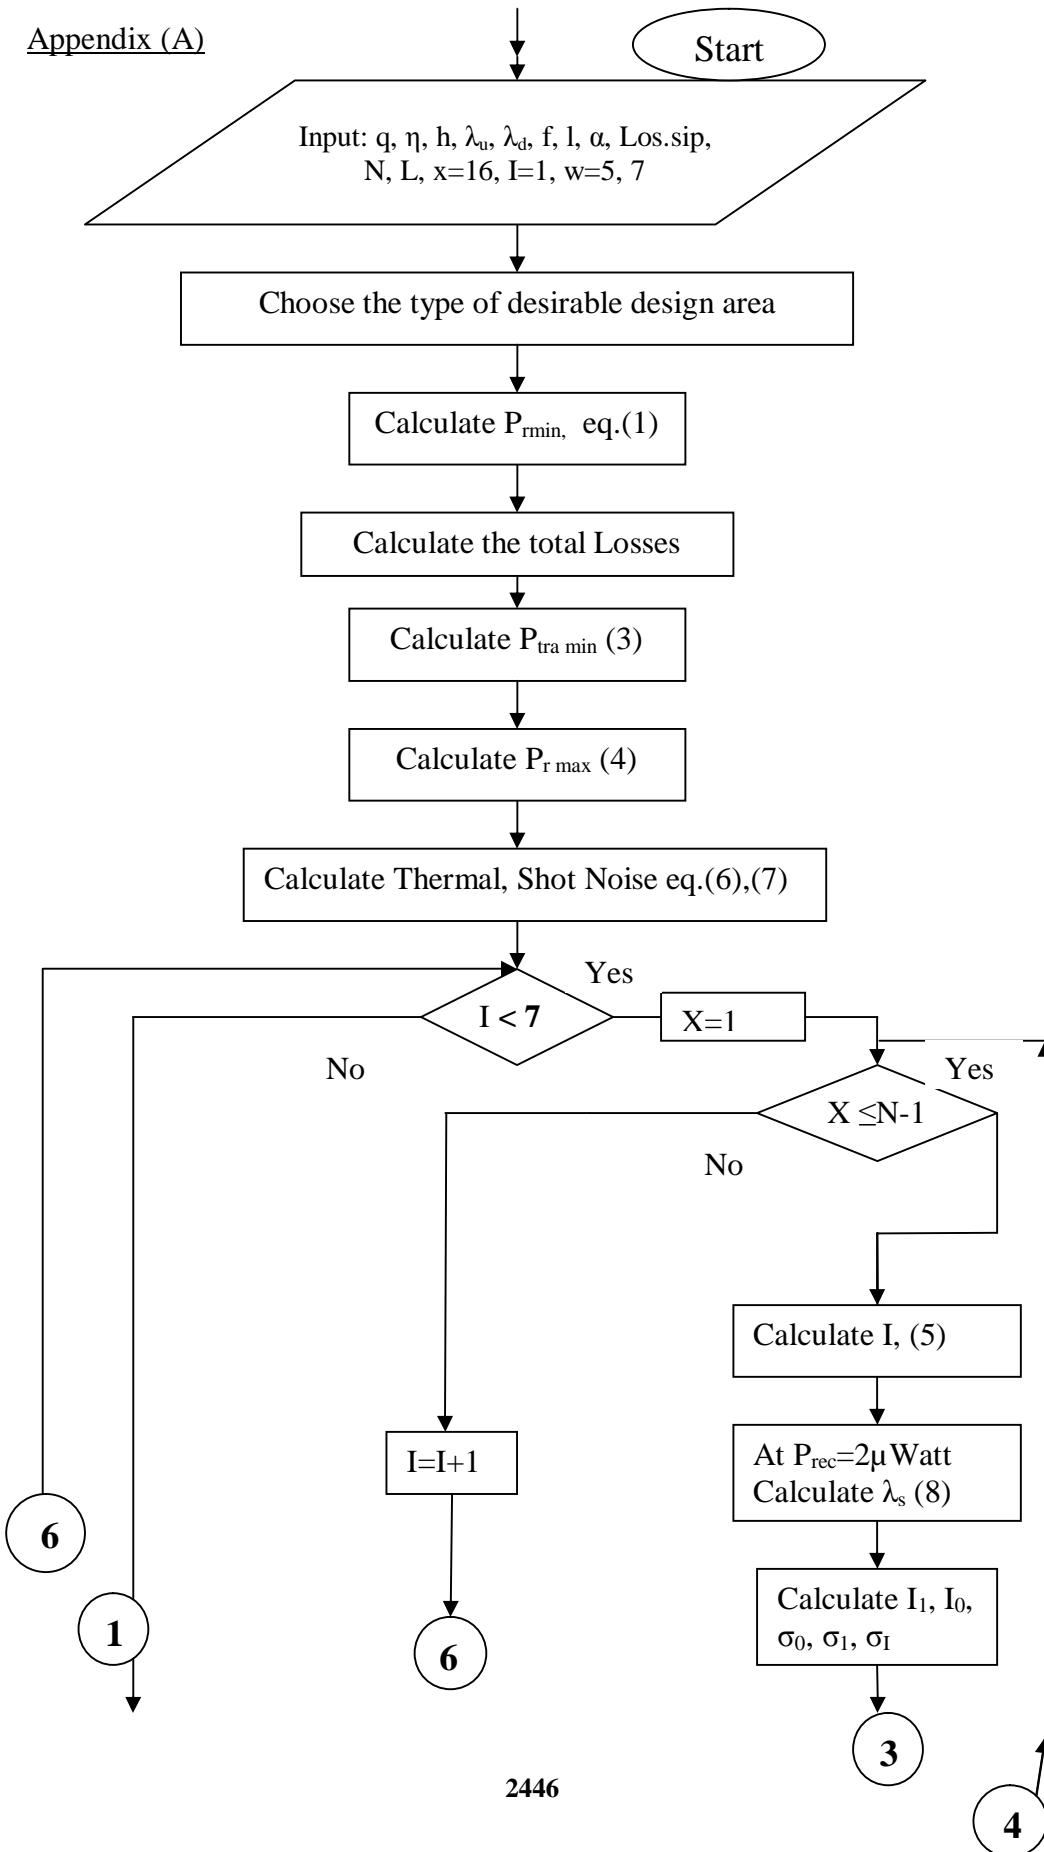 Appendix (A)
Start
Input: q, η, h, λu, λd, f, l, α, Los.sip,
N, L, x=16, I=1, w=5, 7
Choose the type of desirable design area
Calculate Prmin, eq.(1)
Calculate the total Losses
Calculate Ptra min (3)
Calculate Pr max (4)
Calculate Thermal, Shot Noise eq.(6),(7)
Yes
I < 7
X=1
No
Yes
X ≤N-1
No
Calculate I, (5)
I=I+1
At Prec=2μWatt
Calculate λs (8)
6
Calculate I1, I0,
σ0, σ1, σI
1
6
3
2446
4